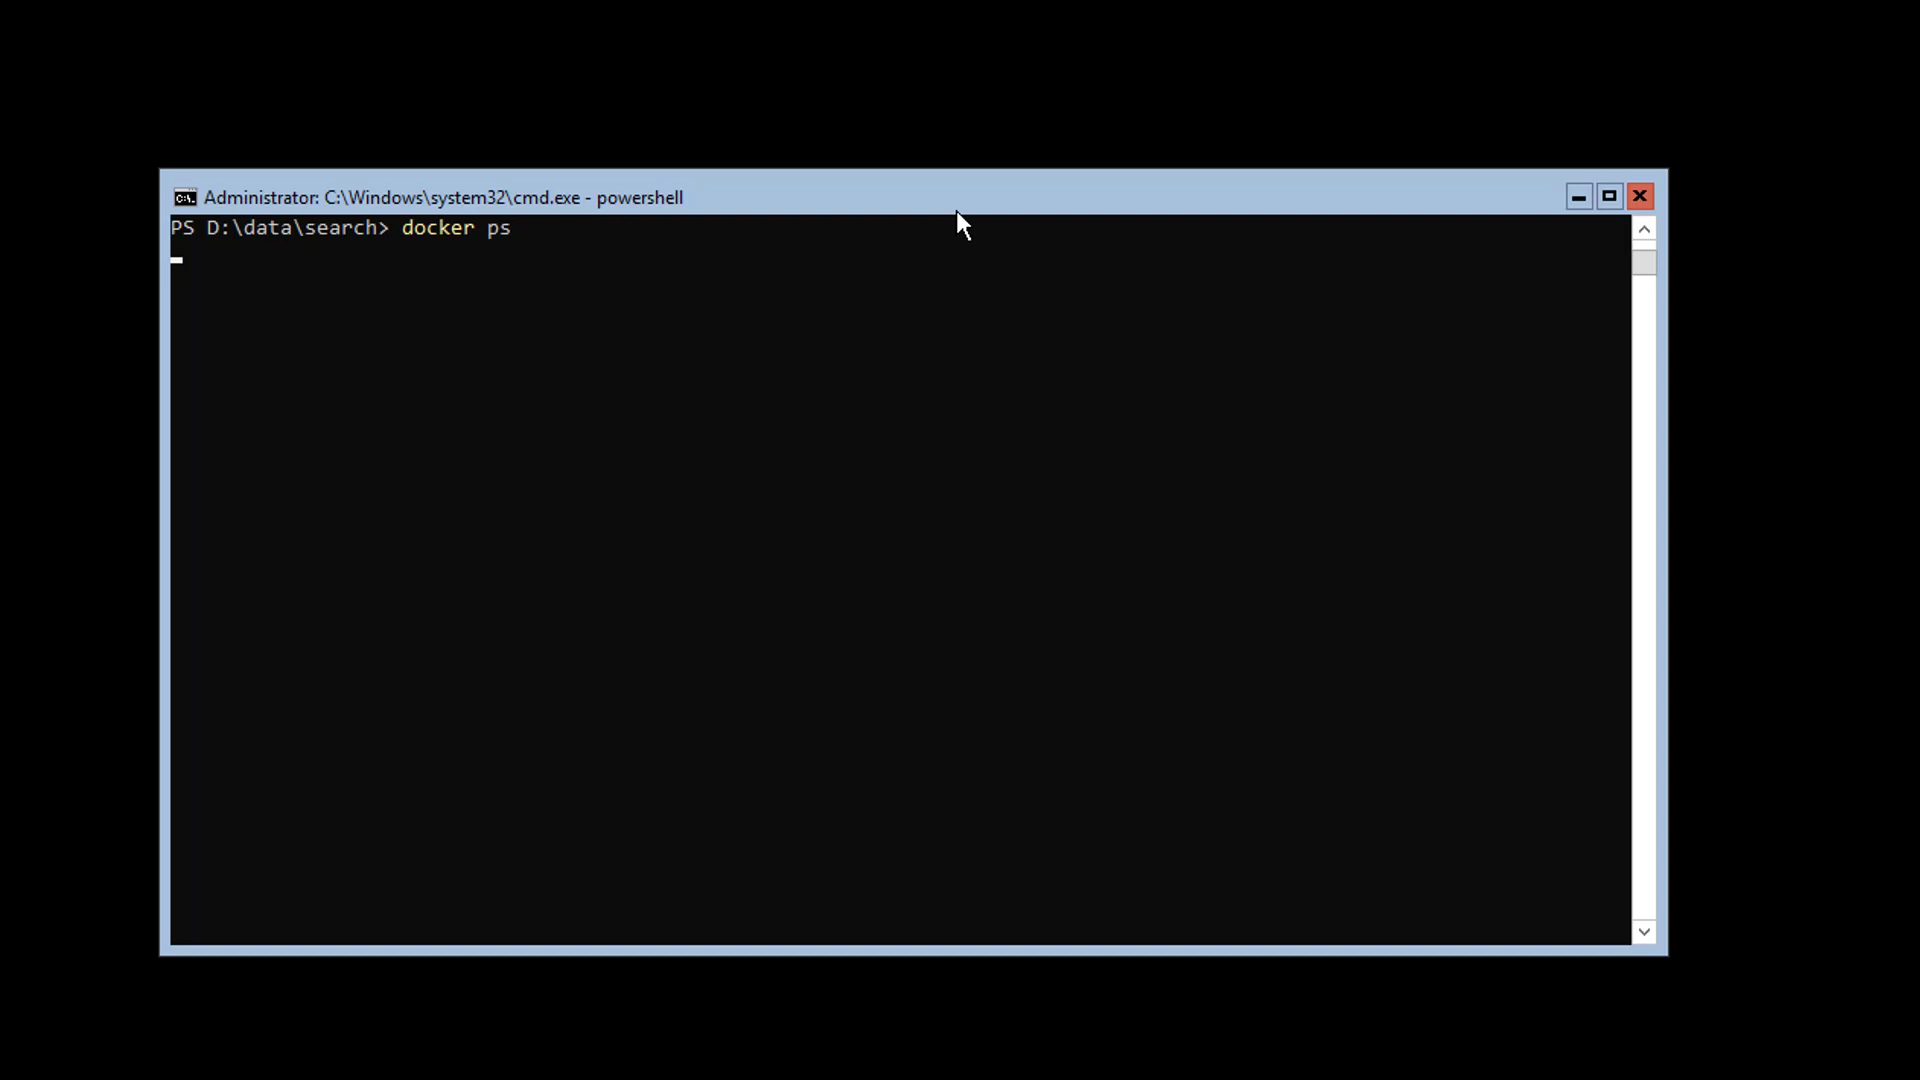 Administrator: C:\Windows\system32\cmd.exe - powershell
PS D:\data\search> docker ps